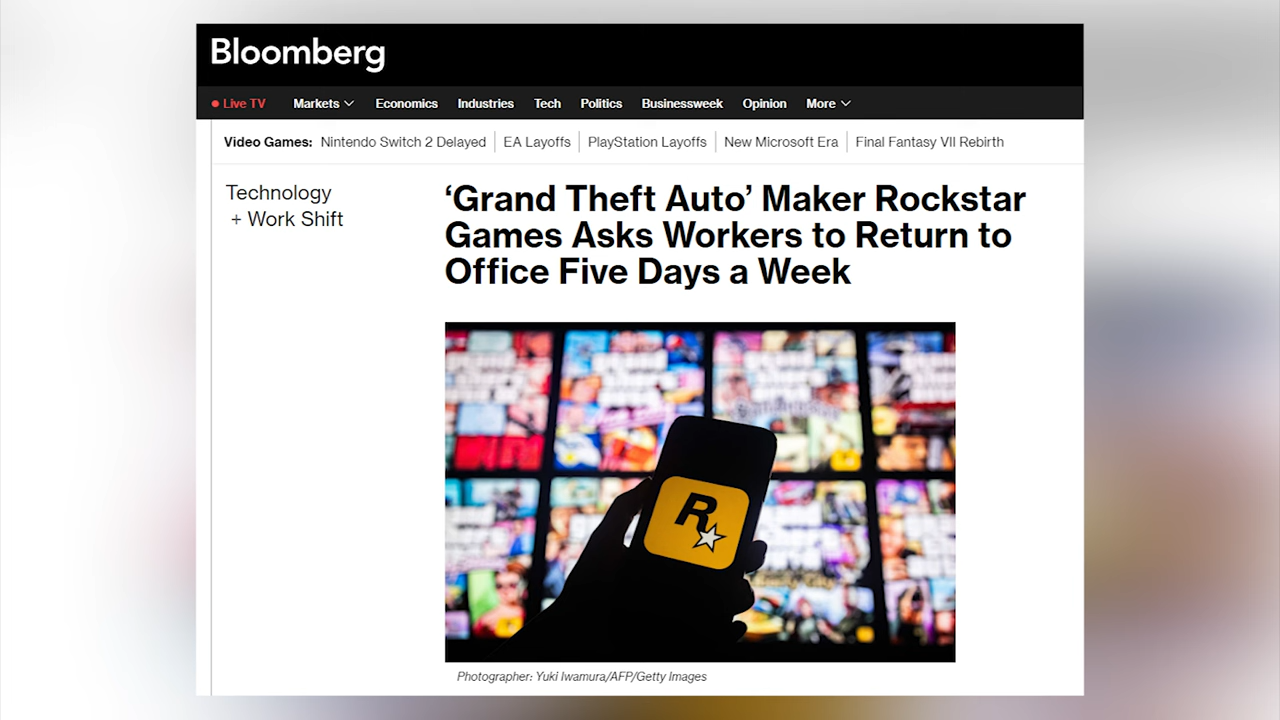 Bloomberg
Live TV Markets Economics Industries Tech Politics Businessweek Opinion More
Video Games: Nintendo Switch 2 Delayed EA Layoffs PlayStation Layoffs New Microsoft Era Final Fantasy VII Rebirth
Technology
+ Work Shift
‘Grand Theft Auto’ Maker Rockstar
Games Asks Workers to Return to
Office Five Days a Week
R
Photographer: Yuki Iwamura/AFP/Getty Images